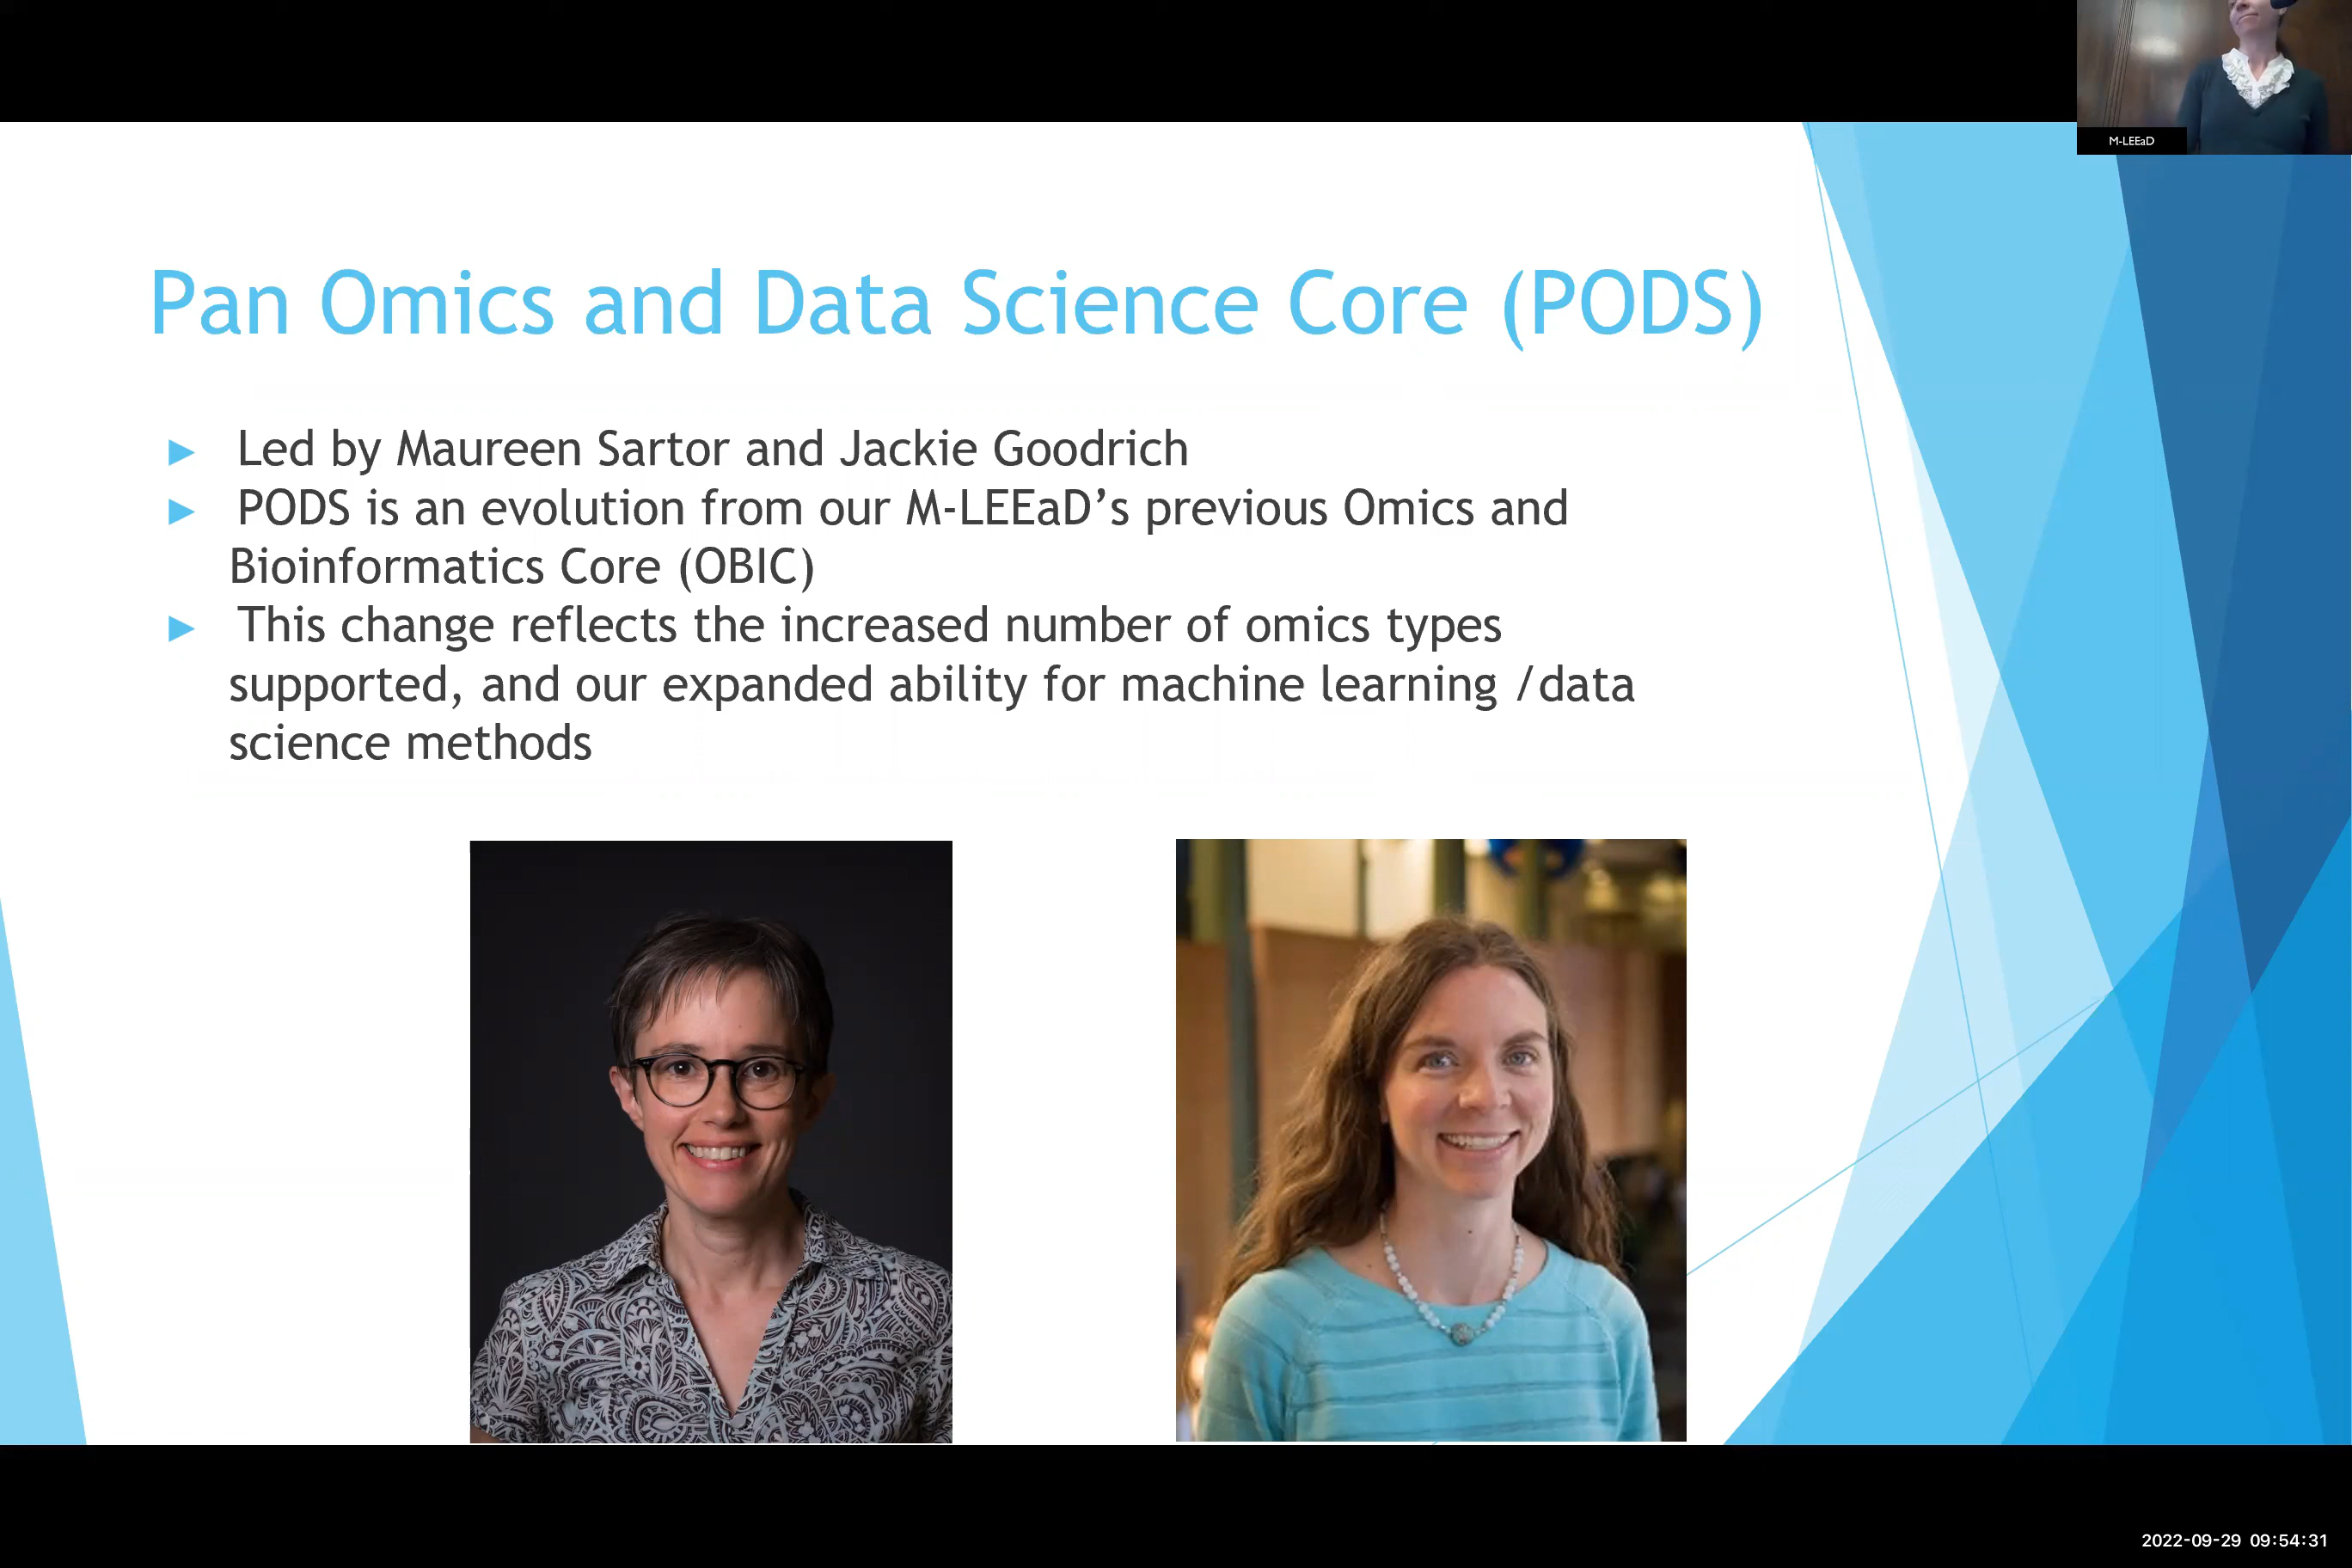 M-LEEaD
Pan Omics and Data Science Core (PODS)
► Led by Maureen Sartor and Jackie Goodrich
► PODS is an evolution from our M-LEEaD’s previous Omics and
Bioinformatics Core (OBIC)
► This change reflects the increased number of omics types
supported, and our expanded ability for machine learning /data
science methods
2022-09-29 09:54:31